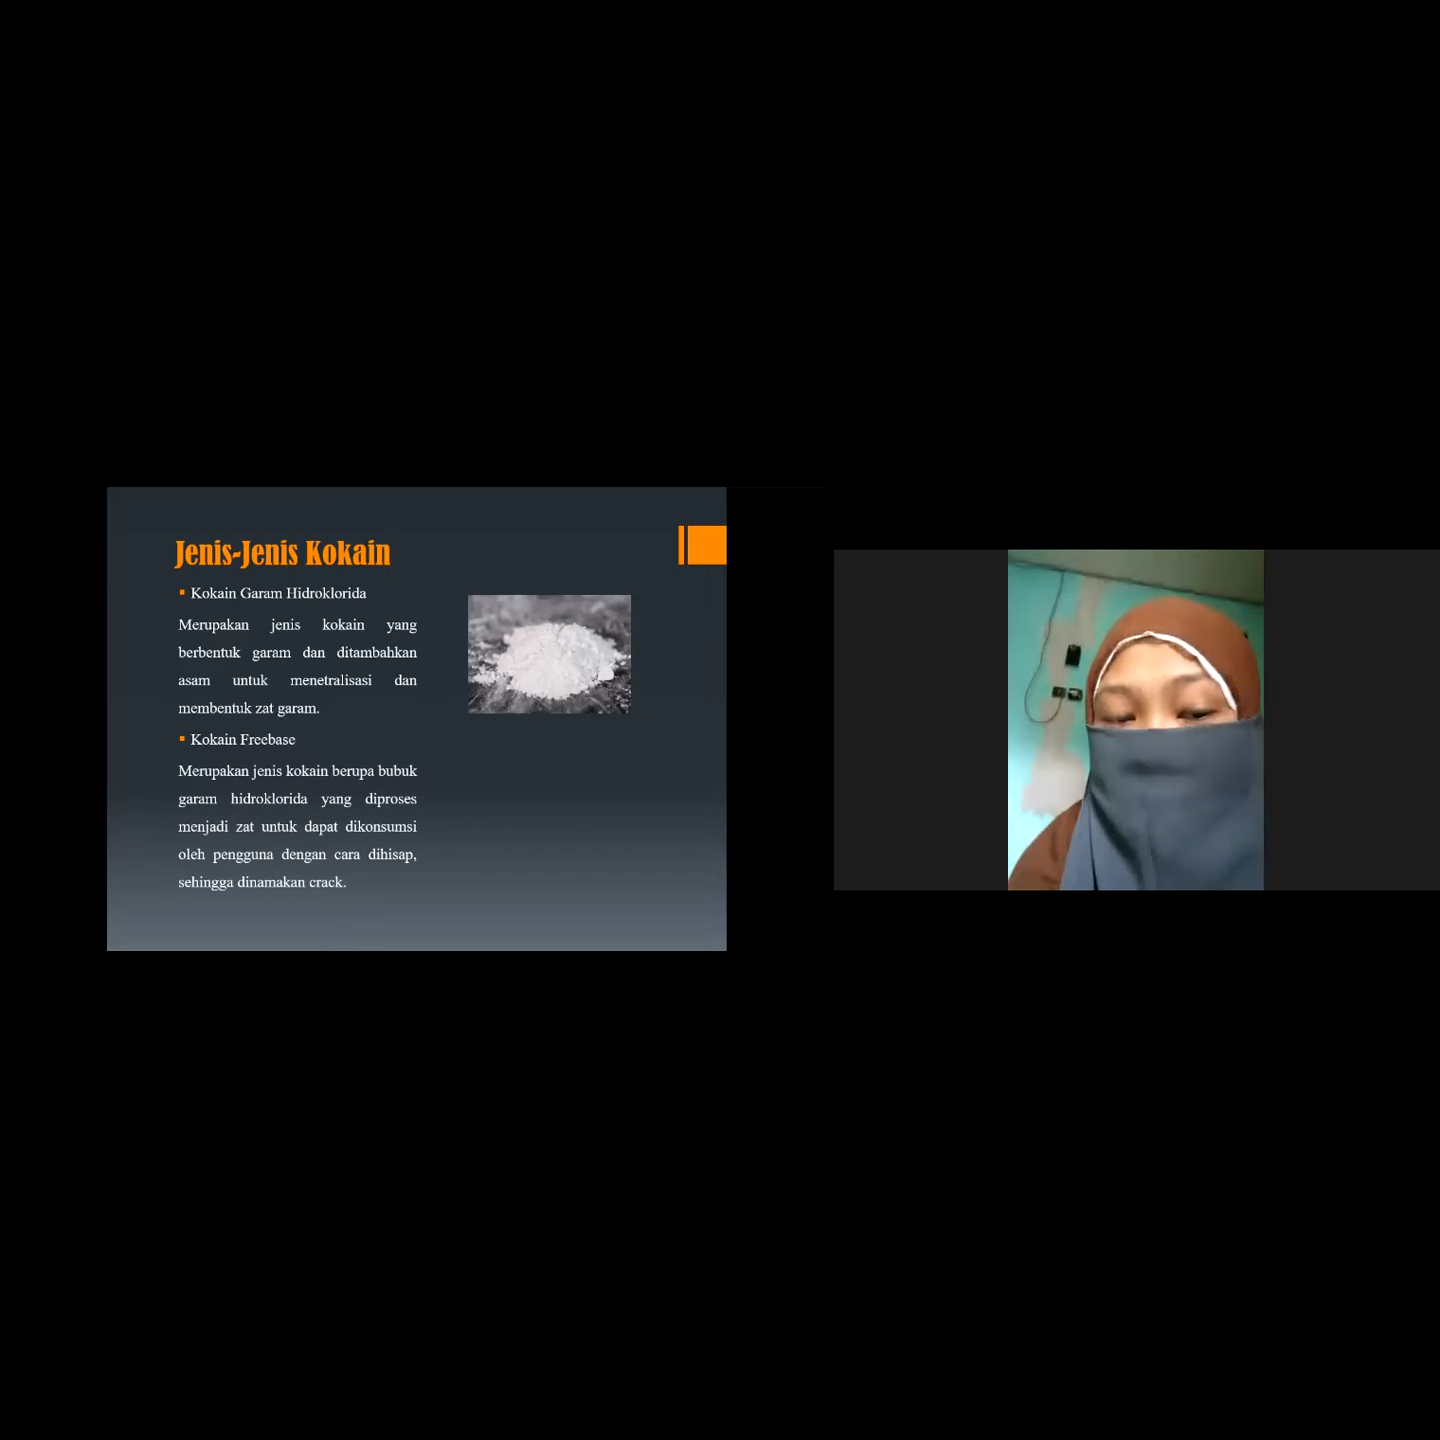 Jenis-Jenis Kokain
Kokain Garam Hidroklorida
Merupakan jenis kokain yang
berbentuk garam dan ditambahkan
asam untuk menetralisasi dan
membentuk zat garam.
Kokain Freebase
Merupakan jenis kokain berupa bubuk
garam hidroklorida yang diproses
menjadi zat untuk dapat dikonsumsi
oleh pengguna dengan cara dihisap,
sehingga dinamakan crack.